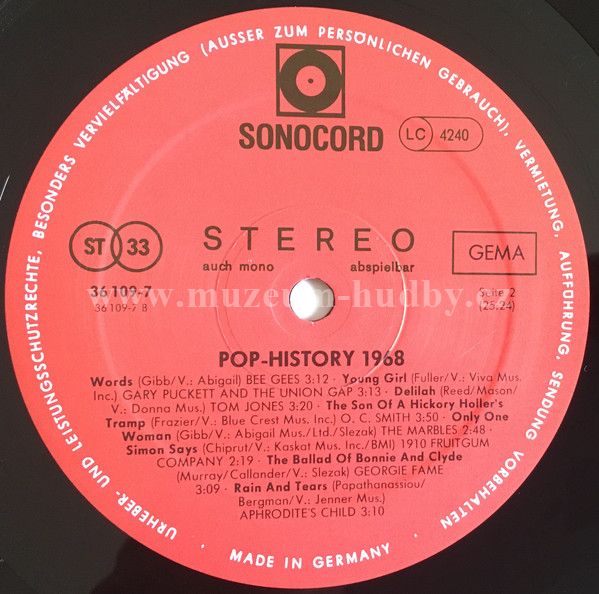 URHEBER- UND LEISTUNGSSCHUTZRECHTE, BESONDERS VERVIELFÄLTIGUNG (AUSSER ZUM PERSÖNLICHEN GEBRAUCH), VERMIETUNG, AUFFÜHRUNG, SENDUNG VORBEHALTEN
SONOCORD
LC 4240
ST 33
STEREO
auch mono abspielbar
GEMA
36 109-7
36 109-7 B
Seite 2
(25:24)
www.muzeum-hudby.cz
POP-HISTORY 1968
Words (Gibb/V.: Abigail) BEE GEES 3:12 · Young Girl (Fuller/V.: Viva Mus.
Inc.) GARY PUCKETT AND THE UNION GAP 3:13 · Delilah (Reed/Mason/
V.: Donna Mus.) TOM JONES 3:20 · The Son Of A Hickory Holler's
Tramp (Frazier/V.: Blue Crest Mus. Inc.) O. C. SMITH 3:50 · Only One
Woman (Gibb/V.: Abigail Mus./Ltd./Slezak) THE MARBLES 2:48 ·
Simon Says (Chiprut/V.: Kaskat Mus. Inc./BMI) 1910 FRUITGUM
COMPANY 2:19 · The Ballad Of Bonnie And Clyde
(Murray/Callander/V.: Slezak) GEORGIE FAME
3:09 · Rain And Tears (Papathanassiou/
Bergman/V.: Jenner Mus.)
APHRODITE'S CHILD 3:10
· MADE IN GERMANY ·